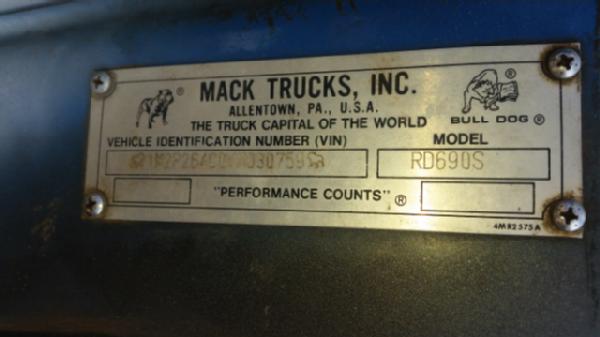 MACK TRUCKS, INC.
ALLENTOWN, PA., U.S.A.
THE TRUCK CAPITAL OF THE WORLD
BULL DOG ®
VEHICLE IDENTIFICATION NUMBER (VIN)
MODEL
RD690S
"PERFORMANCE COUNTS" ®
4MR2575A